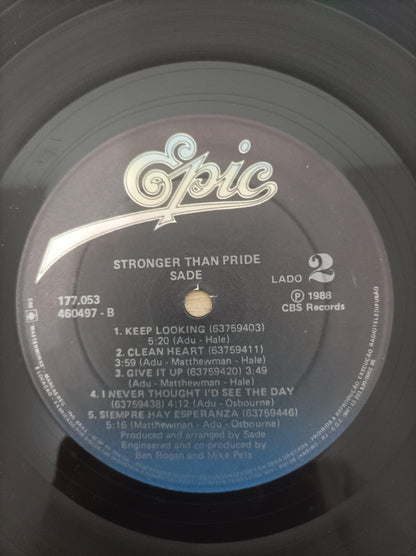 Epic
STRONGER THAN PRIDE
SADE
LADO 2
177.053
460497 - B
℗ 1988
CBS Records
1. KEEP LOOKING (63759403)
5:20 (Adu - Hale)
2. CLEAN HEART (63759411)
3:59 (Adu - Matthewman - Hale)
3. GIVE IT UP (63759420) 3:49
(Adu - Matthewman - Hale)
4. I NEVER THOUGHT I'D SEE THE DAY
(63759438) 4:12 (Adu - Osbourne)
5. SIEMPRE HAY ESPERANZA (63759446)
5:16 (Matthewman - Adu - Osbourne)
Produced and arranged by Sade
Engineered and co-produced by
Ben Rogan and Mike Pela
CBS